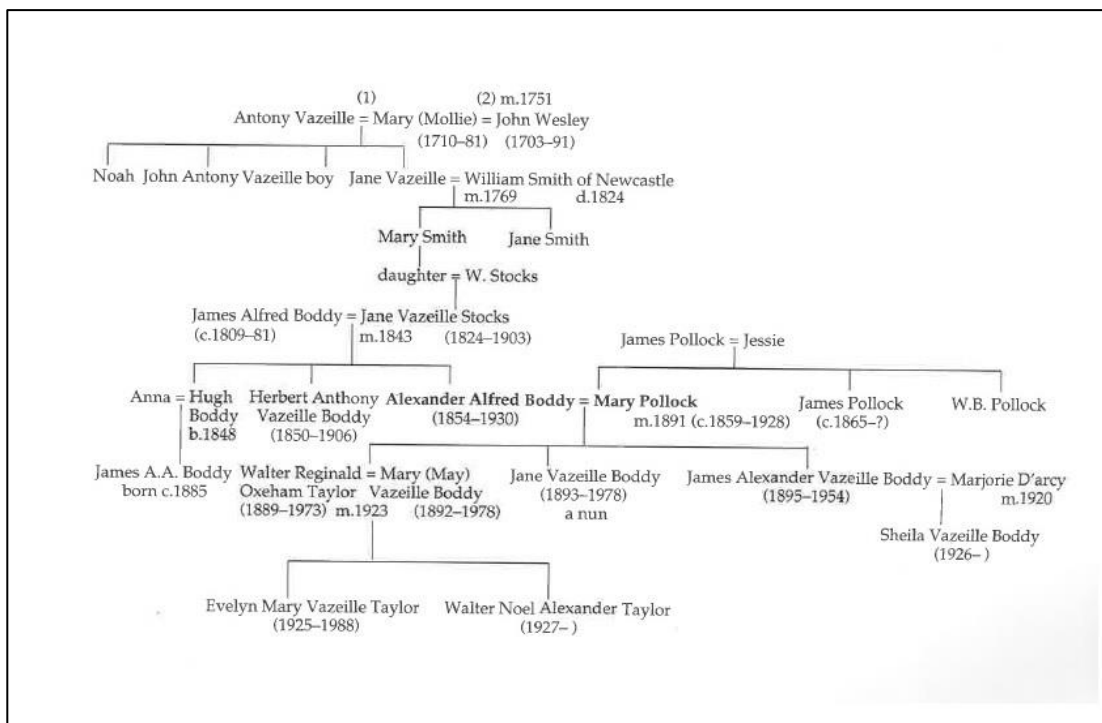 (1) (2) m.1751
Antony Vazeille = Mary (Mollie) = John Wesley
(1710–81) (1703–91)
Noah John Antony Vazeille boy Jane Vazeille = William Smith of Newcastle
m.1769 d.1824
Mary Smith Jane Smith
daughter = W. Stocks
James Alfred Boddy = Jane Vazeille Stocks
(c.1809–81) m.1843 (1824–1903)
James Pollock = Jessie
Anna = Hugh Herbert Anthony Alexander Alfred Boddy = Mary Pollock James Pollock W.B. Pollock
Boddy Vazeille Boddy (1854–1930) m.1891 (c.1859–1928) (c.1865–?)
b.1848 (1850–1906)
James A.A. Boddy Walter Reginald = Mary (May) Jane Vazeille Boddy James Alexander Vazeille Boddy = Marjorie D'arcy
born c.1885 Oxeham Taylor Vazeille Boddy (1893–1978) (1895–1954) m.1920
(1889–1973) m.1923 (1892–1978) a nun
Sheila Vazeille Boddy
(1926– )
Evelyn Mary Vazeille Taylor Walter Noel Alexander Taylor
(1925–1988) (1927– )